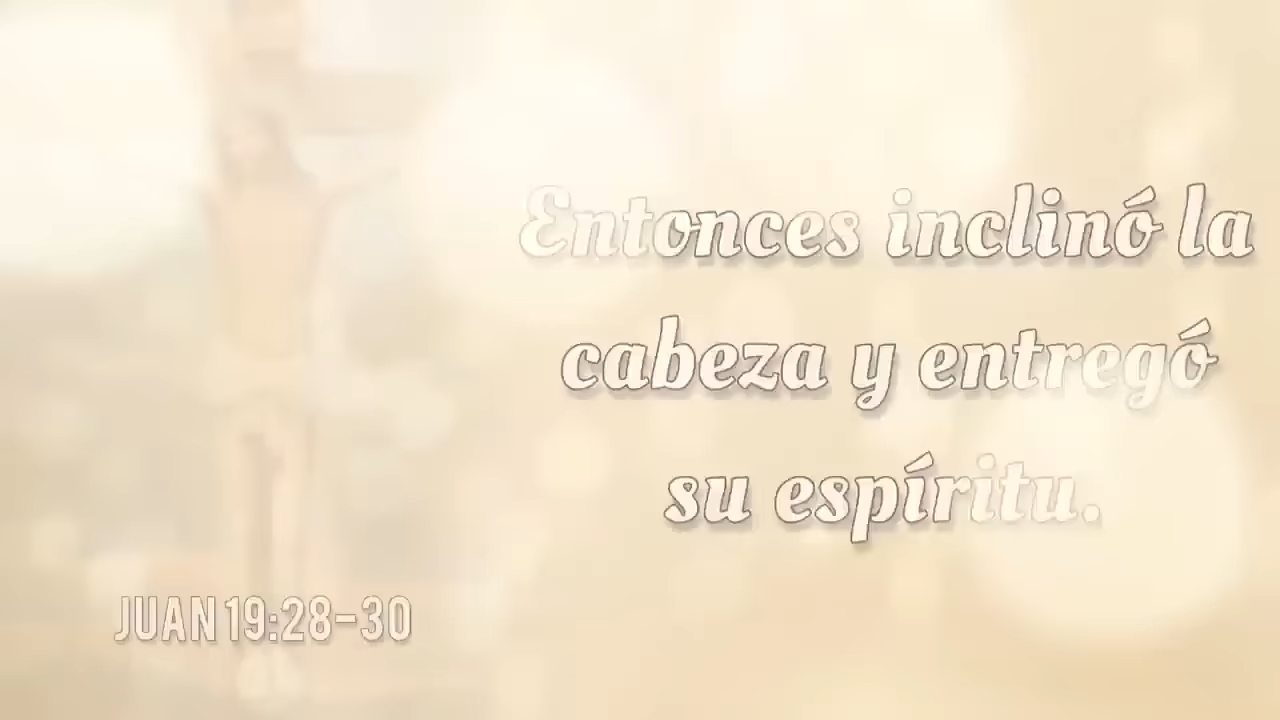 Entonces inclinó la
cabeza y entregó
su espíritu.
JUAN 19:28-30